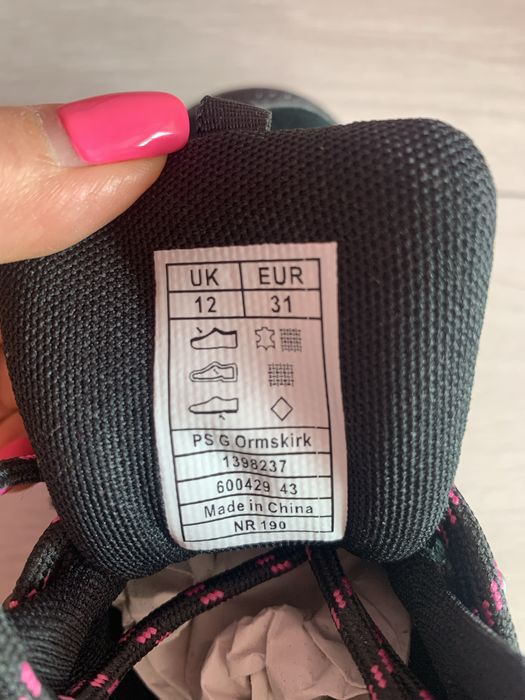 UK EUR
12 31
PS G Ormskirk
1398237
600429 43
Made in China
NR 190